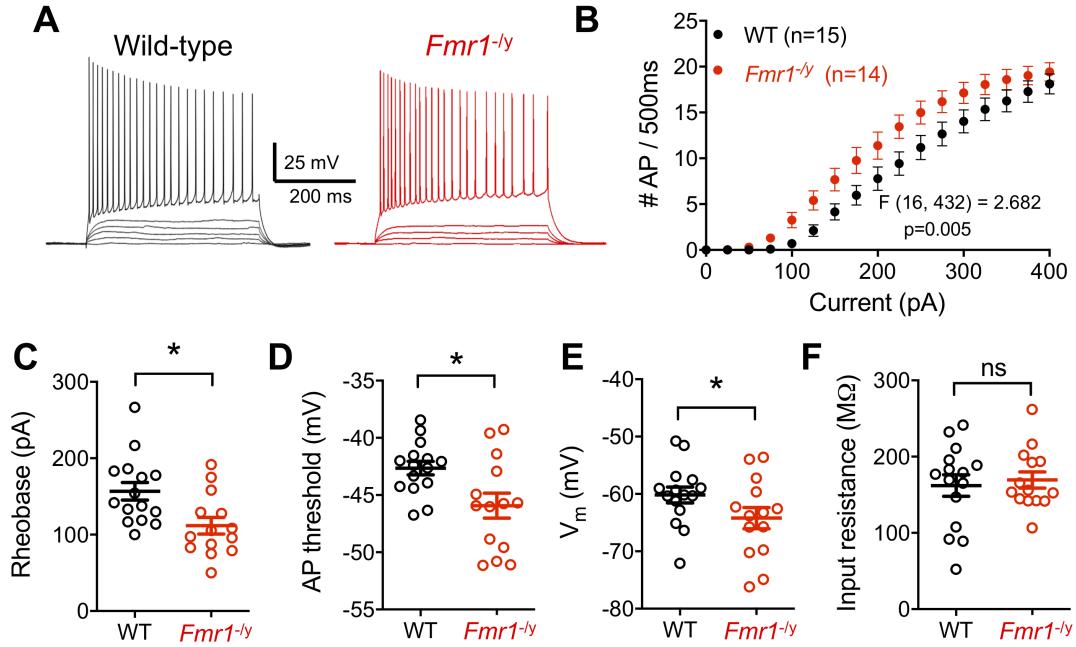 A
Wild-type
Fmr1-/y
25 mV
200 ms
B
25
20
15
10
5
0
# AP / 500ms
WT (n=15)
Fmr1-/y (n=14)
F (16, 432) = 2.682
p=0.005
0
100
200
300
400
Current (pA)
C
*
300
200
100
0
Rheobase (pA)
WT
Fmr1-/y
D
*
-35
-40
-45
-50
-55
AP threshold (mV)
WT
Fmr1-/y
E
*
-40
-50
-60
-70
-80
Vm (mV)
WT
Fmr1-/y
F
ns
300
200
100
0
Input resistance (MΩ)
WT
Fmr1-/y